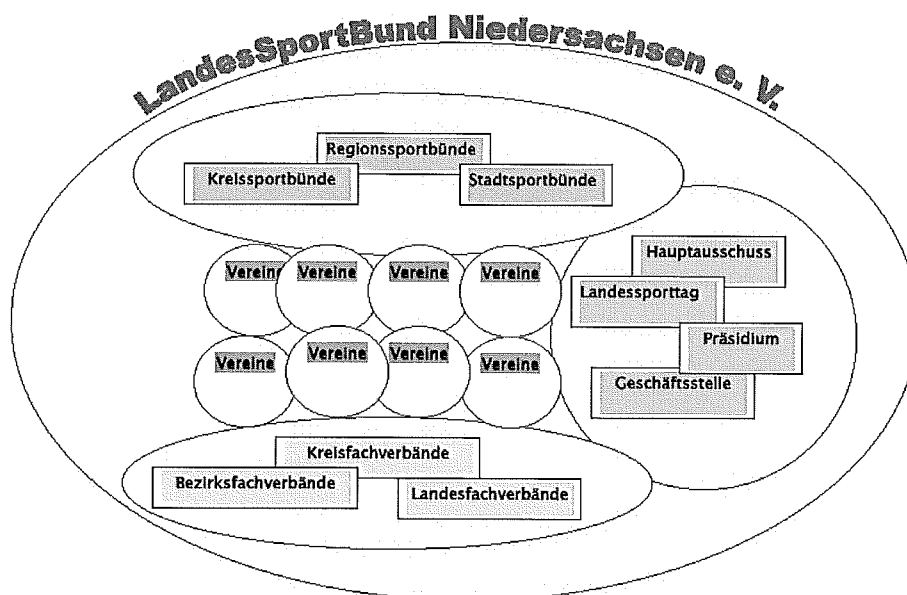 LandesSportBund Niedersachsen e. V.
Regionssportbünde
Kreissportbünde
Stadtsportbünde
Hauptausschuss
Landessporttag
Präsidium
Geschäftsstelle
Vereine
Vereine
Vereine
Vereine
Vereine
Vereine
Vereine
Vereine
Kreisfachverbände
Bezirksfachverbände
Landesfachverbände